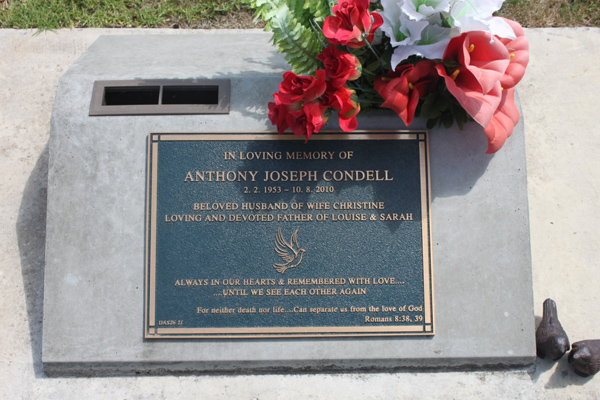 IN LOVING MEMORY OF
ANTHONY JOSEPH CONDELL
2. 2. 1953 – 10. 8. 2010
BELOVED HUSBAND OF WIFE CHRISTINE
LOVING AND DEVOTED FATHER OF LOUISE & SARAH
ALWAYS IN OUR HEARTS & REMEMBERED WITH LOVE....
....UNTIL WE SEE EACH OTHER AGAIN
For neither death nor life....Can separate us from the love of God
Romans 8:38, 39